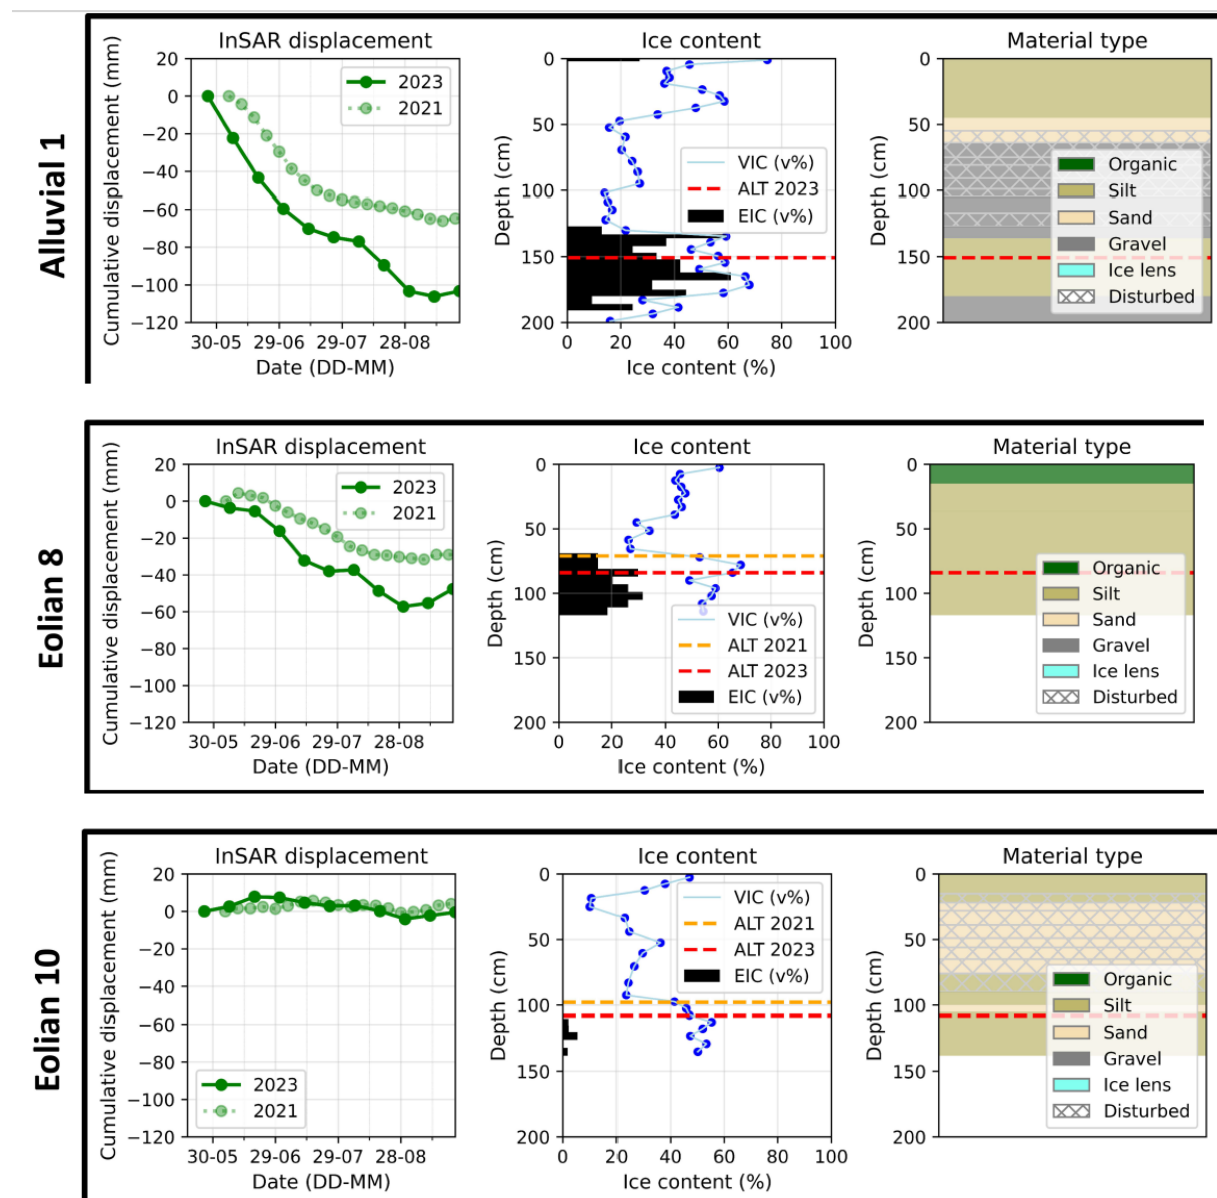 Alluvial 1
InSAR displacement
Cumulative displacement (mm)
20
0
−20
−40
−60
−80
−100
−120
2023
2021
30-05 29-06 29-07 28-08
Date (DD-MM)
Ice content
Depth (cm)
0
50
100
150
200
VIC (v%)
ALT 2023
EIC (v%)
0 20 40 60 80 100
Ice content (%)
Material type
Depth (cm)
0
50
100
150
200
Organic
Silt
Sand
Gravel
Ice lens
Disturbed
Eolian 8
InSAR displacement
Cumulative displacement (mm)
20
0
−20
−40
−60
−80
−100
−120
2023
2021
30-05 29-06 29-07 28-08
Date (DD-MM)
Ice content
Depth (cm)
0
50
100
150
200
VIC (v%)
ALT 2021
ALT 2023
EIC (v%)
0 20 40 60 80 100
Ice content (%)
Material type
Depth (cm)
0
50
100
150
200
Organic
Silt
Sand
Gravel
Ice lens
Disturbed
Eolian 10
InSAR displacement
Cumulative displacement (mm)
20
0
−20
−40
−60
−80
−100
−120
2023
2021
30-05 29-06 29-07 28-08
Date (DD-MM)
Ice content
Depth (cm)
0
50
100
150
200
VIC (v%)
ALT 2021
ALT 2023
EIC (v%)
0 20 40 60 80 100
Ice content (%)
Material type
Depth (cm)
0
50
100
150
200
Organic
Silt
Sand
Gravel
Ice lens
Disturbed